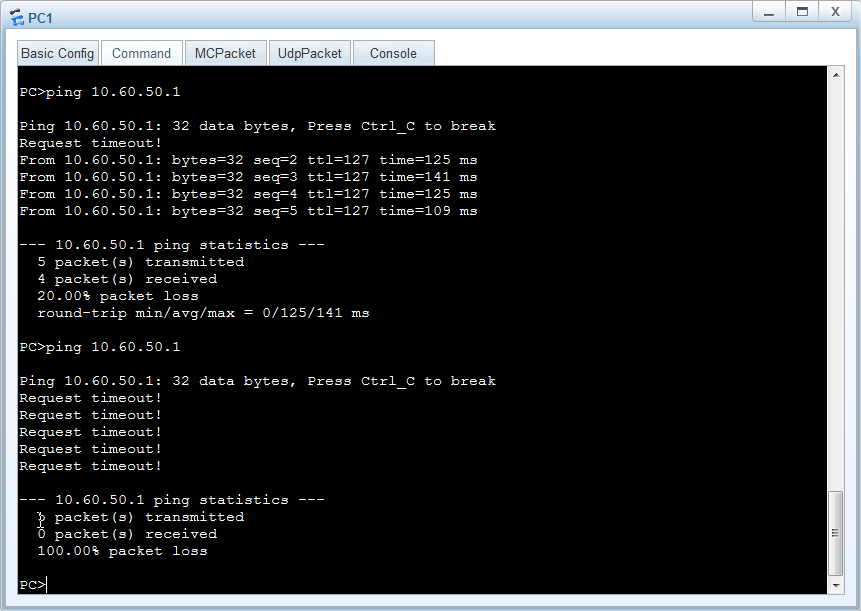 PC1
Basic Config Command MCPacket UdpPacket Console
PC>ping 10.60.50.1
Ping 10.60.50.1: 32 data bytes, Press Ctrl_C to break
Request timeout!
From 10.60.50.1: bytes=32 seq=2 ttl=127 time=125 ms
From 10.60.50.1: bytes=32 seq=3 ttl=127 time=141 ms
From 10.60.50.1: bytes=32 seq=4 ttl=127 time=125 ms
From 10.60.50.1: bytes=32 seq=5 ttl=127 time=109 ms
--- 10.60.50.1 ping statistics ---
5 packet(s) transmitted
4 packet(s) received
20.00% packet loss
round-trip min/avg/max = 0/125/141 ms
PC>ping 10.60.50.1
Ping 10.60.50.1: 32 data bytes, Press Ctrl_C to break
Request timeout!
Request timeout!
Request timeout!
Request timeout!
Request timeout!
--- 10.60.50.1 ping statistics ---
5 packet(s) transmitted
0 packet(s) received
100.00% packet loss
PC>